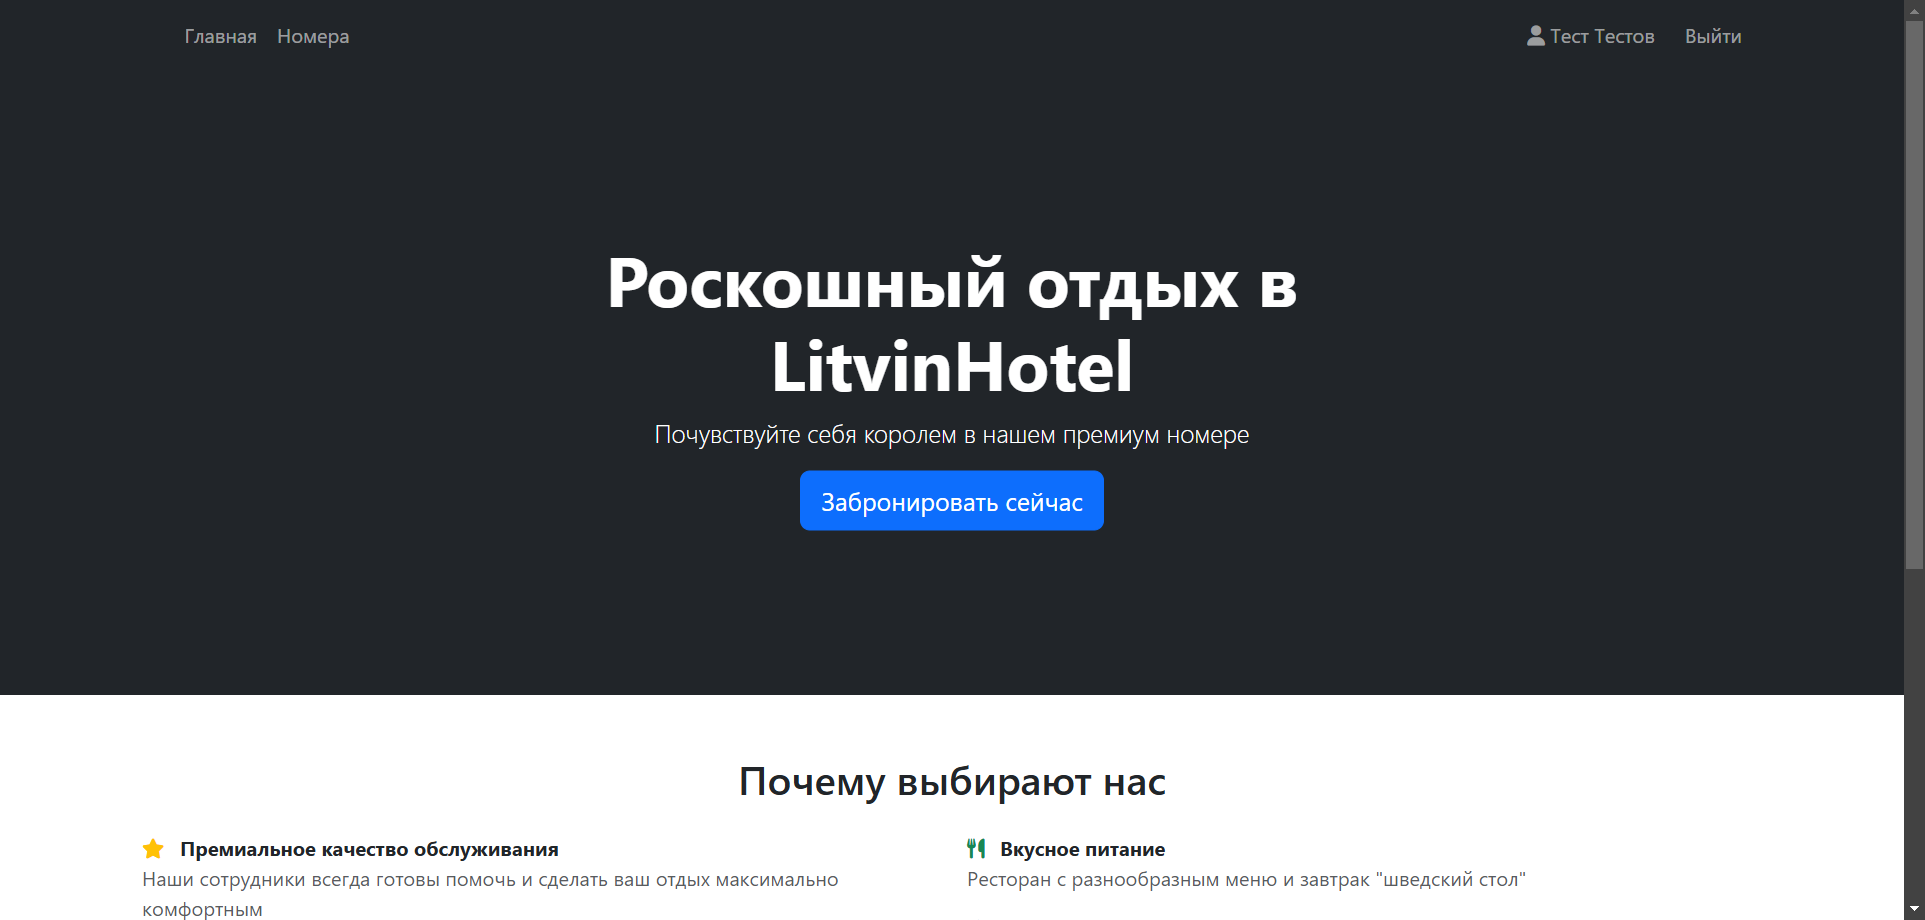 Главная Номера Тест Тестов Выйти
Роскошный отдых в
LitvinHotel
Почувствуйте себя королем в нашем премиум номере
Забронировать сейчас
Почему выбирают нас
Премиальное качество обслуживания
Наши сотрудники всегда готовы помочь и сделать ваш отдых максимально
комфортным
Вкусное питание
Ресторан с разнообразным меню и завтрак "шведский стол"